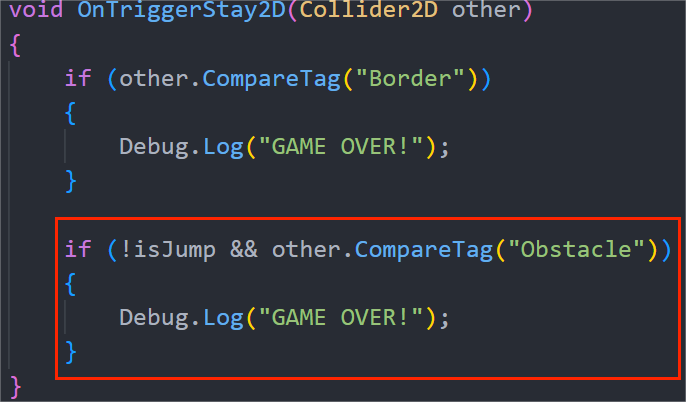 void OnTriggerStay2D(Collider2D other)
{
    if (other.CompareTag("Border"))
    {
        Debug.Log("GAME OVER!");
    }

    if (!isJump && other.CompareTag("Obstacle"))
    {
        Debug.Log("GAME OVER!");
    }
}